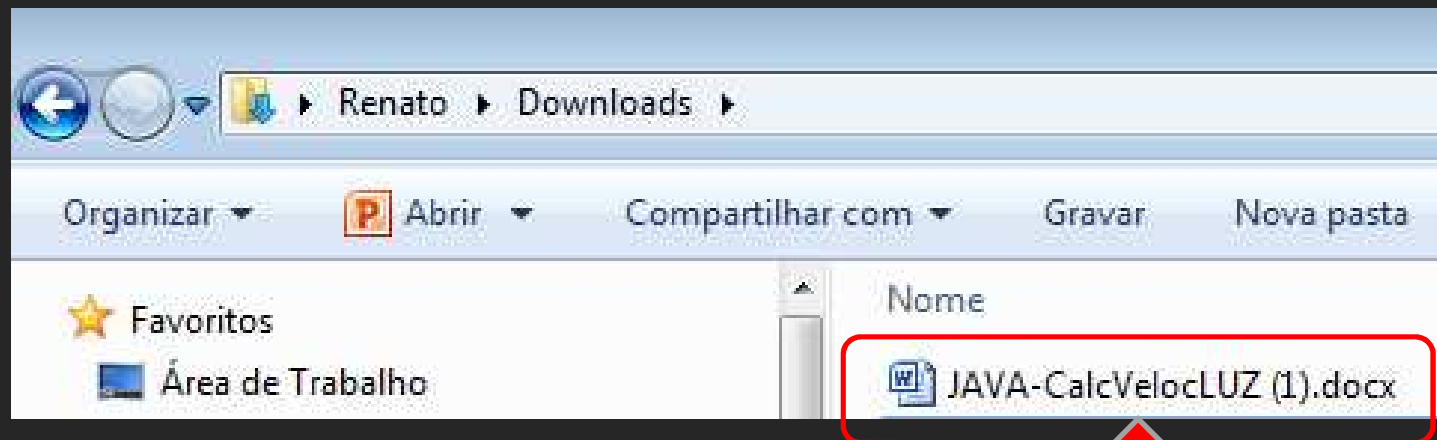 Renato Downloads
Organizar Abrir Compartilhar com Gravar Nova pasta
Favoritos
Área de Trabalho
Nome
JAVA-CalcVelocLUZ (1).docx